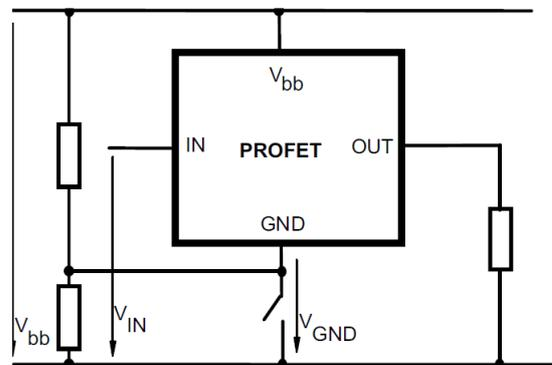 Vbb
IN
PROFET
OUT
GND
Vbb
VIN
VGND